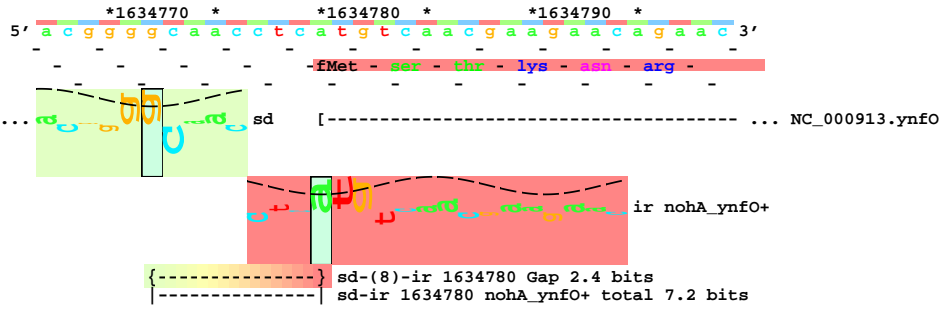 *1634770 * *1634780 * *1634790 *
5' a c g g g g c a a c c t c a t g t c a a c g a a g a a c a g a a c 3'
- - - - - - - - - - -
- - - - -fMet - ser - thr - lys - asn - arg -
- - - - - - - - - - -
... a c g g g c a a c sd [--------------------------------------- ... NC_000913.ynfO
c t a t g t c a a c g a a g a a c ir nohA_ynfO+
{---------------} sd-(8)-ir 1634780 Gap 2.4 bits
|---------------| sd-ir 1634780 nohA_ynfO+ total 7.2 bits